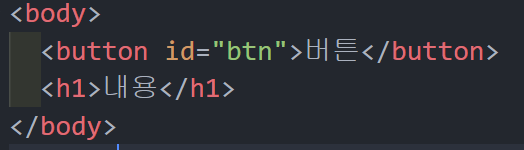 <body>
<button id="btn">버튼</button>
<h1>내용</h1>
</body>